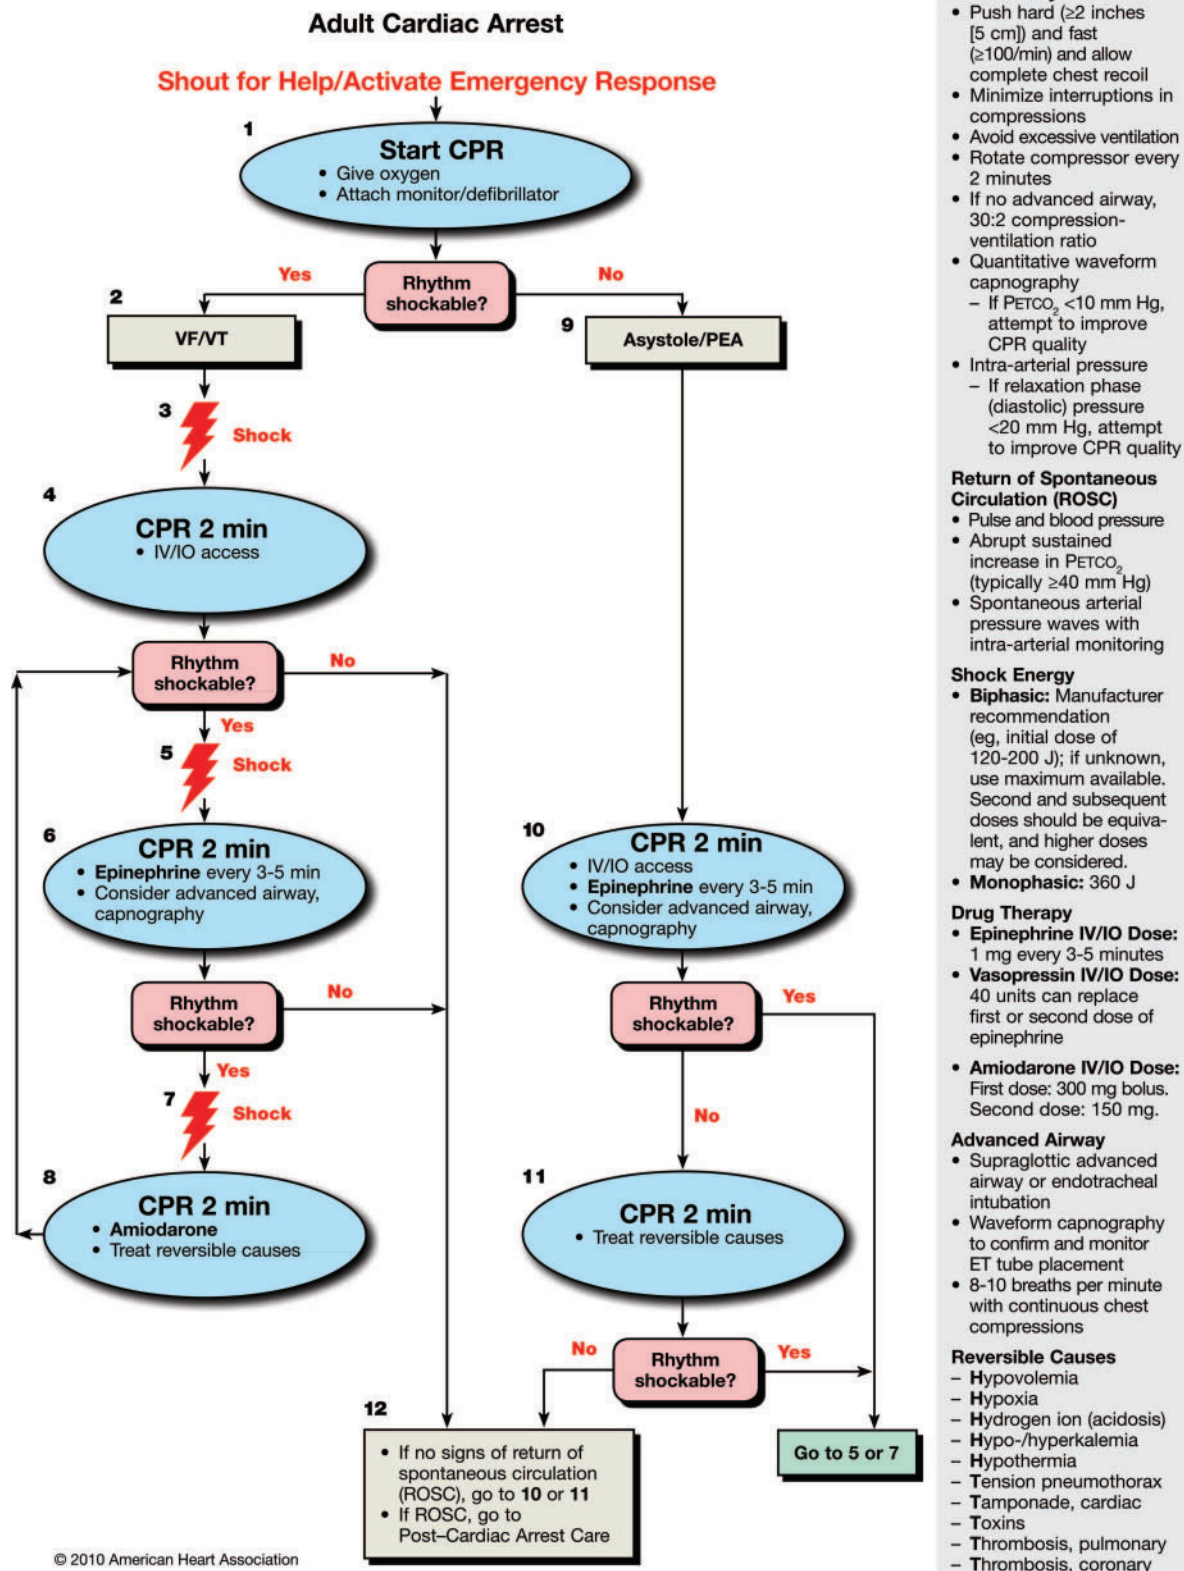 Adult Cardiac Arrest
Shout for Help/Activate Emergency Response
1
Start CPR
• Give oxygen
• Attach monitor/defibrillator
Rhythm
shockable?
Yes
No
2
VF/VT
9
Asystole/PEA
3
Shock
4
CPR 2 min
• IV/IO access
Rhythm
shockable?
No
Yes
5
Shock
6
CPR 2 min
• Epinephrine every 3-5 min
• Consider advanced airway,
capnography
Rhythm
shockable?
No
Yes
7
Shock
8
CPR 2 min
• Amiodarone
• Treat reversible causes
10
CPR 2 min
• IV/IO access
• Epinephrine every 3-5 min
• Consider advanced airway,
capnography
Rhythm
shockable?
Yes
No
11
CPR 2 min
• Treat reversible causes
Rhythm
shockable?
No
Yes
12
• If no signs of return of
spontaneous circulation
(ROSC), go to 10 or 11
• If ROSC, go to
Post–Cardiac Arrest Care
Go to 5 or 7
© 2010 American Heart Association
• Push hard (≥2 inches
[5 cm]) and fast
(≥100/min) and allow
complete chest recoil
• Minimize interruptions in
compressions
• Avoid excessive ventilation
• Rotate compressor every
2 minutes
• If no advanced airway,
30:2 compression-
ventilation ratio
• Quantitative waveform
capnography
– If PETCO₂ <10 mm Hg,
attempt to improve
CPR quality
• Intra-arterial pressure
– If relaxation phase
(diastolic) pressure
<20 mm Hg, attempt
to improve CPR quality
Return of Spontaneous
Circulation (ROSC)
• Pulse and blood pressure
• Abrupt sustained
increase in PETCO₂
(typically ≥40 mm Hg)
• Spontaneous arterial
pressure waves with
intra-arterial monitoring
Shock Energy
• Biphasic: Manufacturer
recommendation
(eg, initial dose of
120-200 J); if unknown,
use maximum available.
Second and subsequent
doses should be equiva-
lent, and higher doses
may be considered.
• Monophasic: 360 J
Drug Therapy
• Epinephrine IV/IO Dose:
1 mg every 3-5 minutes
• Vasopressin IV/IO Dose:
40 units can replace
first or second dose of
epinephrine
• Amiodarone IV/IO Dose:
First dose: 300 mg bolus.
Second dose: 150 mg.
Advanced Airway
• Supraglottic advanced
airway or endotracheal
intubation
• Waveform capnography
to confirm and monitor
ET tube placement
• 8-10 breaths per minute
with continuous chest
compressions
Reversible Causes
– Hypovolemia
– Hypoxia
– Hydrogen ion (acidosis)
– Hypo-/hyperkalemia
– Hypothermia
– Tension pneumothorax
– Tamponade, cardiac
– Toxins
– Thrombosis, pulmonary
– Thrombosis, coronary